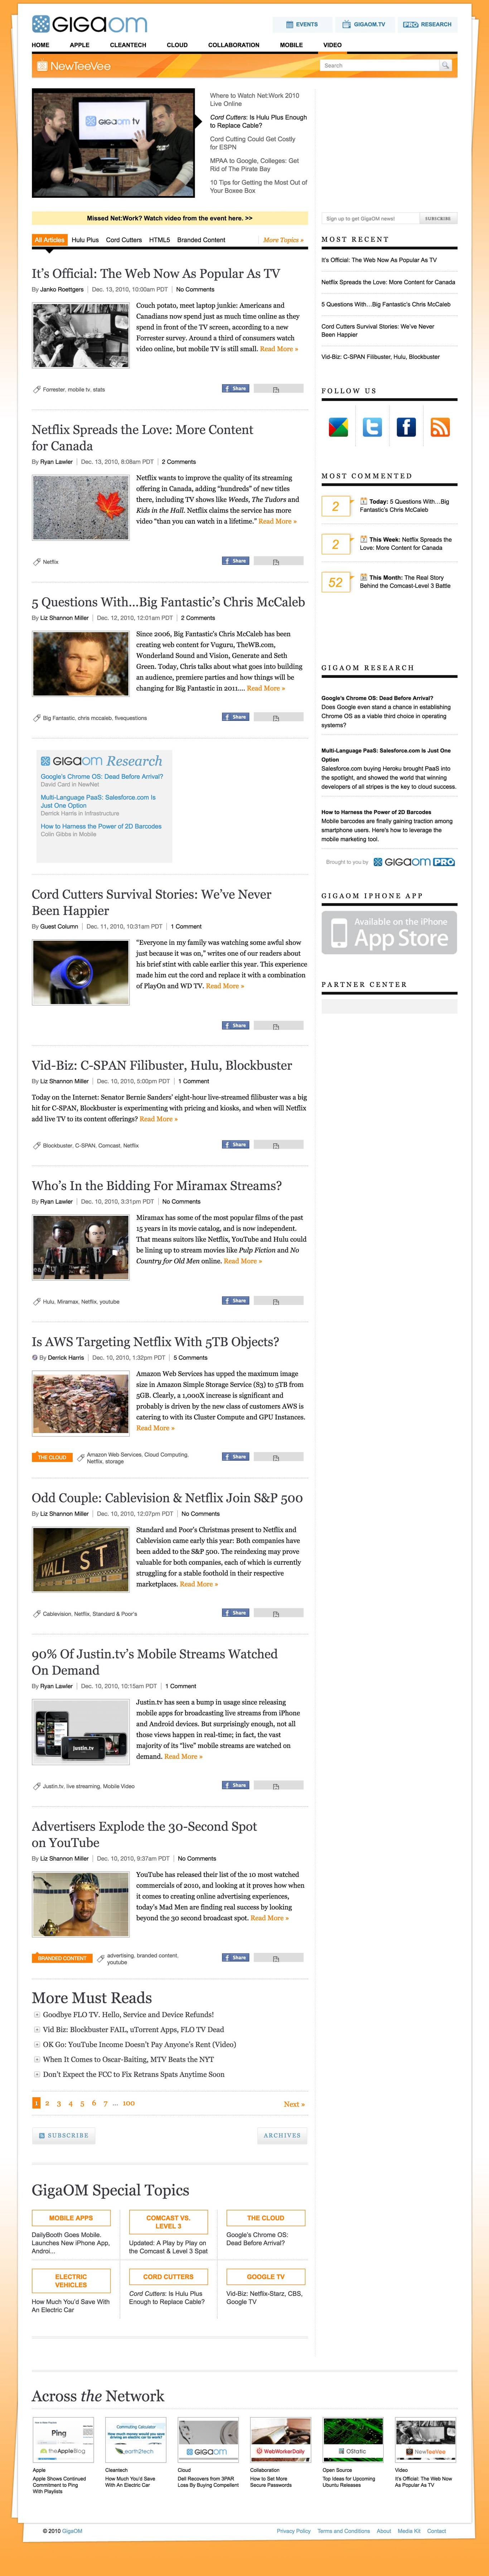 GIGAOM
EVENTS GIGAOM.TV PRO RESEARCH
HOME APPLE CLEANTECH CLOUD COLLABORATION MOBILE VIDEO
NewTeeVee
Search
GIGAOM tv
Where to Watch Net:Work 2010
Live Online
Cord Cutters: Is Hulu Plus Enough
to Replace Cable?
Cord Cutting Could Get Costly
for ESPN
MPAA to Google, Colleges: Get
Rid of The Pirate Bay
10 Tips for Getting the Most Out of
Your Boxee Box
Missed Net:Work? Watch video from the event here. >>
All Articles Hulu Plus Cord Cutters HTML5 Branded Content More Topics »
It's Official: The Web Now As Popular As TV
By Janko Roettgers | Dec. 13, 2010, 10:00am PDT | No Comments
Couch potato, meet laptop junkie: Americans and
Canadians now spend just as much time online as they
spend in front of the TV screen, according to a new
Forrester survey. Around a third of consumers watch
video online, but mobile TV is still small. Read More »
Forrester, mobile tv, stats
Share
Netflix Spreads the Love: More Content
for Canada
By Ryan Lawler | Dec. 13, 2010, 8:08am PDT | 2 Comments
Netflix wants to improve the quality of its streaming
offering in Canada, adding "hundreds" of new titles
there, including TV shows like Weeds, The Tudors and
Kids in the Hall. Netflix claims the service has more
video "than you can watch in a lifetime." Read More »
Netflix
Share
5 Questions With…Big Fantastic's Chris McCaleb
By Liz Shannon Miller | Dec. 12, 2010, 12:01am PDT | 2 Comments
Since 2006, Big Fantastic's Chris McCaleb has been
creating web content for Vuguru, TheWB.com,
Wonderland Sound and Vision, Generate and Seth
Green. Today, Chris talks about what goes into building
an audience, premiere parties and how things will be
changing for Big Fantastic in 2011.... Read More »
Big Fantastic, chris mccaleb, fivequestions
Share
GIGAOM Research
Google's Chrome OS: Dead Before Arrival?
David Card in NewNet
Multi-Language PaaS: Salesforce.com Is
Just One Option
Derrick Harris in Infrastructure
How to Harness the Power of 2D Barcodes
Colin Gibbs in Mobile
Cord Cutters Survival Stories: We've Never
Been Happier
By Guest Column | Dec. 11, 2010, 10:31am PDT | 1 Comment
"Everyone in my family was watching some awful show
just because it was on," writes one of our readers about
his brief stint with cable earlier this year. This experience
made him cut the cord and replace it with a combination
of PlayOn and WD TV. Read More »
Share
Vid-Biz: C-SPAN Filibuster, Hulu, Blockbuster
By Liz Shannon Miller | Dec. 10, 2010, 5:00pm PDT | 1 Comment
Today on the Internet: Senator Bernie Sanders' eight-hour live-streamed filibuster was a big
hit for C-SPAN, Blockbuster is experimenting with pricing and kiosks, and when will Netflix
add live TV to its content offerings? Read More »
Blockbuster, C-SPAN, Comcast, Netflix
Share
Who's In the Bidding For Miramax Streams?
By Ryan Lawler | Dec. 10, 2010, 3:31pm PDT | No Comments
Miramax has some of the most popular films of the past
15 years in its movie catalog, and is now independent.
That means suitors like Netflix, YouTube and Hulu could
be lining up to stream movies like Pulp Fiction and No
Country for Old Men online. Read More »
Hulu, Miramax, Netflix, youtube
Share
Is AWS Targeting Netflix With 5TB Objects?
By Derrick Harris | Dec. 10, 2010, 1:32pm PDT | 5 Comments
Amazon Web Services has upped the maximum image
size in Amazon Simple Storage Service (S3) to 5TB from
5GB. Clearly, a 1,000X increase is significant and
probably is driven by the new class of customers AWS is
catering to with its Cluster Compute and GPU Instances.
Read More »
THE CLOUD
Amazon Web Services, Cloud Computing,
Netflix, storage
Share
Odd Couple: Cablevision & Netflix Join S&P 500
By Liz Shannon Miller | Dec. 10, 2010, 12:07pm PDT | No Comments
WALL ST
Standard and Poor's Christmas present to Netflix and
Cablevision came early this year: Both companies have
been added to the S&P 500. The reindexing may prove
valuable for both companies, each of which is currently
struggling for a stable foothold in their respective
marketplaces. Read More »
Cablevision, Netflix, Standard & Poor's
Share
90% Of Justin.tv's Mobile Streams Watched
On Demand
By Ryan Lawler | Dec. 10, 2010, 10:15am PDT | 1 Comment
justin.tv
Justin.tv has seen a bump in usage since releasing
mobile apps for broadcasting live streams from iPhone
and Android devices. But surprisingly enough, not all
those views happen in real-time; in fact, the vast
majority of its "live" mobile streams are watched on
demand. Read More »
Justin.tv, live streaming, Mobile Video
Share
Advertisers Explode the 30-Second Spot
on YouTube
By Liz Shannon Miller | Dec. 10, 2010, 9:37am PDT | No Comments
YouTube has released their list of the 10 most watched
commercials of 2010, and looking at it proves how when
it comes to creating online advertising experiences,
today's Mad Men are finding real success by looking
beyond the 30 second broadcast spot. Read More »
BRANDED CONTENT
advertising, branded content,
youtube
Share
More Must Reads
Goodbye FLO TV. Hello, Service and Device Refunds!
Vid Biz: Blockbuster FAIL, uTorrent Apps, FLO TV Dead
OK Go: YouTube Income Doesn't Pay Anyone's Rent (Video)
When It Comes to Oscar-Baiting, MTV Beats the NYT
Don't Expect the FCC to Fix Retrans Spats Anytime Soon
1 2 3 4 5 6 7 ... 100 Next »
SUBSCRIBE ARCHIVES
GigaOM Special Topics
MOBILE APPS
DailyBooth Goes Mobile.
Launches New iPhone App,
Androi...
COMCAST VS.
LEVEL 3
Updated: A Play by Play on
the Comcast & Level 3 Spat
THE CLOUD
Google's Chrome OS:
Dead Before Arrival?
ELECTRIC
VEHICLES
How Much You'd Save With
An Electric Car
CORD CUTTERS
Cord Cutters: Is Hulu Plus
Enough to Replace Cable?
GOOGLE TV
Vid-Biz: Netflix-Starz, CBS,
Google TV
Sign up to get GigaOM news! SUBSCRIBE
MOST RECENT
It's Official: The Web Now As Popular As TV
Netflix Spreads the Love: More Content for Canada
5 Questions With…Big Fantastic's Chris McCaleb
Cord Cutters Survival Stories: We've Never
Been Happier
Vid-Biz: C-SPAN Filibuster, Hulu, Blockbuster
FOLLOW US
MOST COMMENTED
2 Today: 5 Questions With…Big
Fantastic's Chris McCaleb
2 This Week: Netflix Spreads the
Love: More Content for Canada
52 This Month: The Real Story
Behind the Comcast-Level 3 Battle
GIGAOM RESEARCH
Google's Chrome OS: Dead Before Arrival?
Does Google even stand a chance in establishing
Chrome OS as a viable third choice in operating
systems?
Multi-Language PaaS: Salesforce.com Is Just One
Option
Salesforce.com buying Heroku brought PaaS into
the spotlight, and showed the world that winning
developers of all stripes is the key to cloud success.
How to Harness the Power of 2D Barcodes
Mobile barcodes are finally gaining traction among
smartphone users. Here's how to leverage the
mobile marketing tool.
Brought to you by GIGAOM PRO
GIGAOM IPHONE APP
Available on the iPhone
App Store
PARTNER CENTER
Across the Network
Ping
theAppleBlog
Apple
Apple Shows Continued
Commitment to Ping
With Playlists
earth2tech
Cleantech
How Much You'd Save
With An Electric Car
GIGAOM
Cloud
Dell Recovers from 3PAR
Loss By Buying Compellent
WebWorkerDaily
Collaboration
How to Set More
Secure Passwords
OStatic
Open Source
Top Ideas for Upcoming
Ubuntu Releases
NewTeeVee
Video
It's Official: The Web Now
As Popular As TV
© 2010 GigaOM
Privacy Policy Terms and Conditions About Media Kit Contact